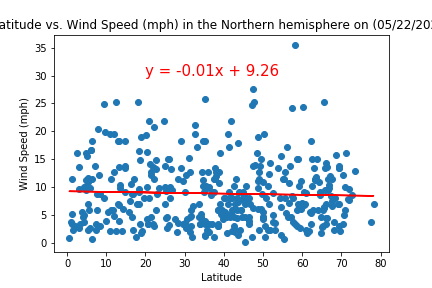 atitude vs. Wind Speed (mph) in the Northern hemisphere on (05/22/20
y = -0.01x + 9.26
Wind Speed (mph)
35
30
25
20
15
10
5
0
0 10 20 30 40 50 60 70 80
Latitude